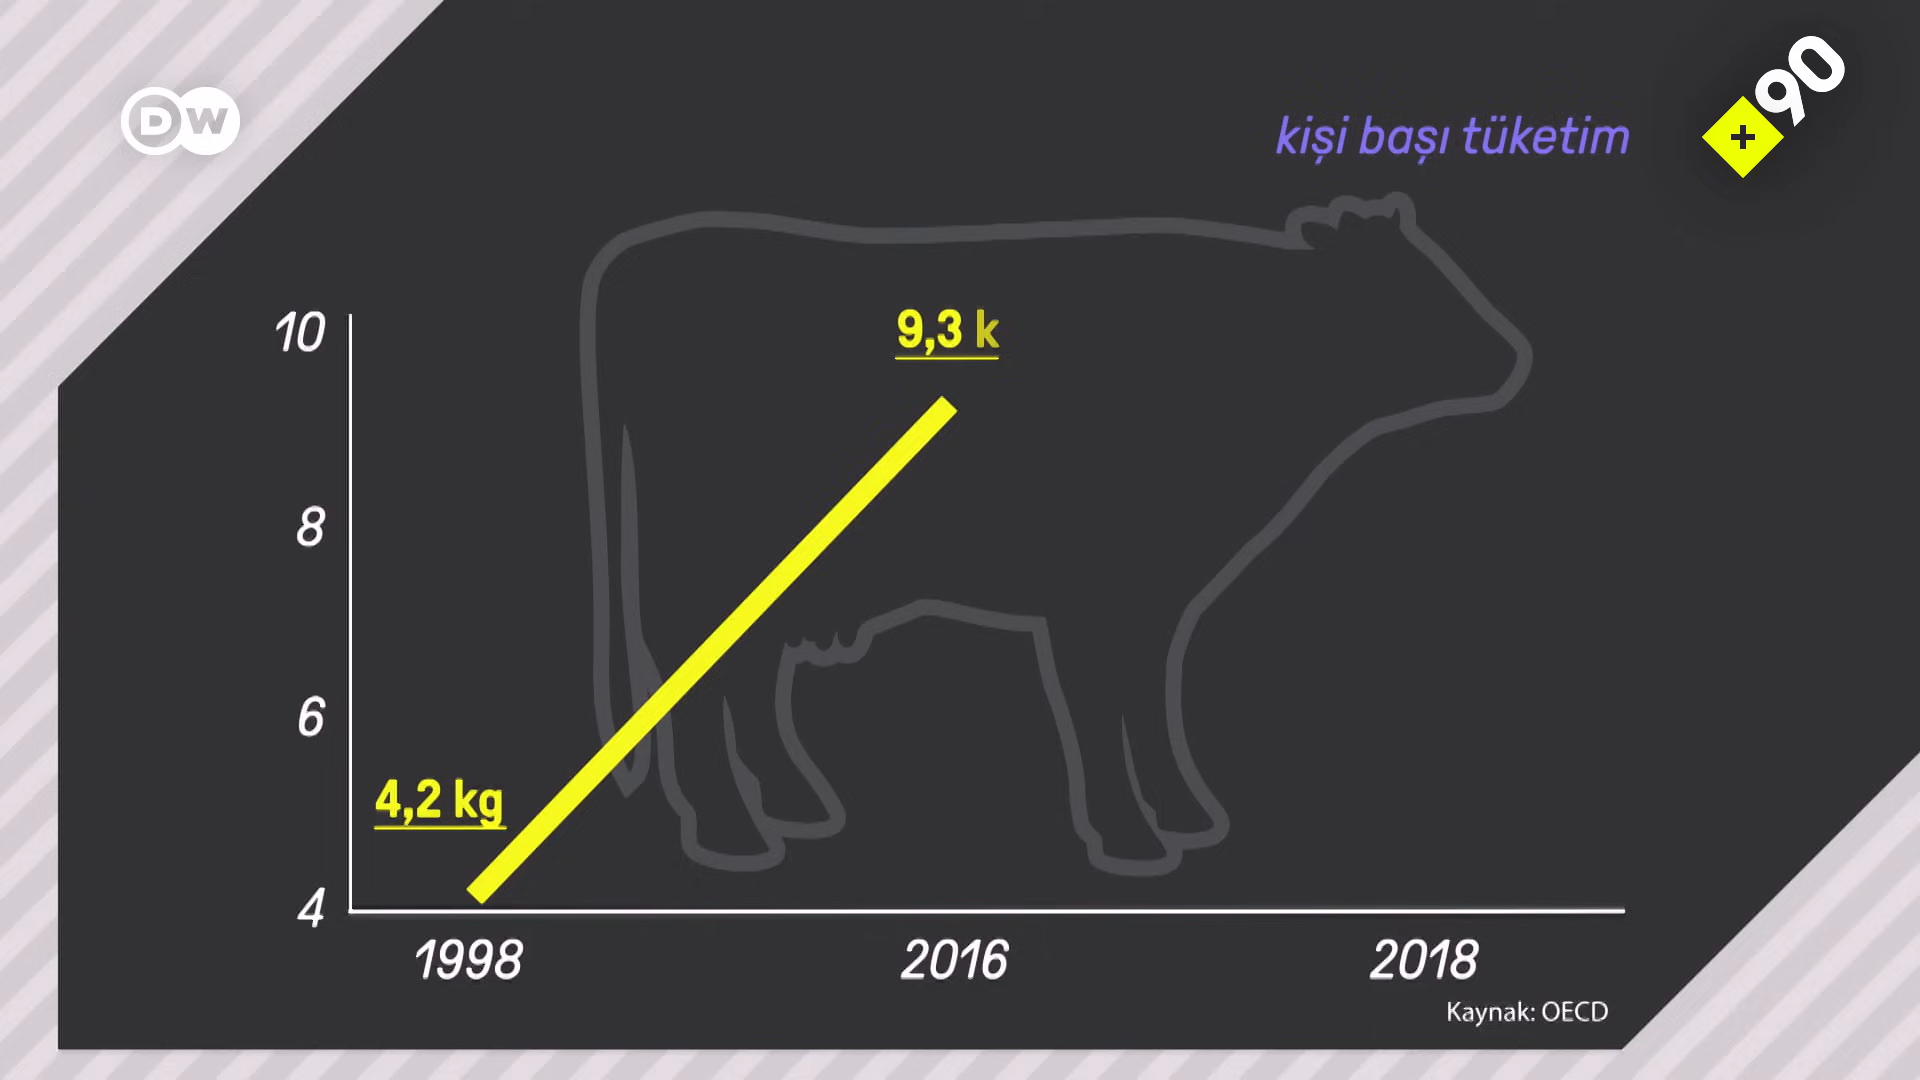 DW
+90
kişi başı tüketim
10
9,3 k
8
6
4,2 kg
4
1998 2016 2018
Kaynak: OECD